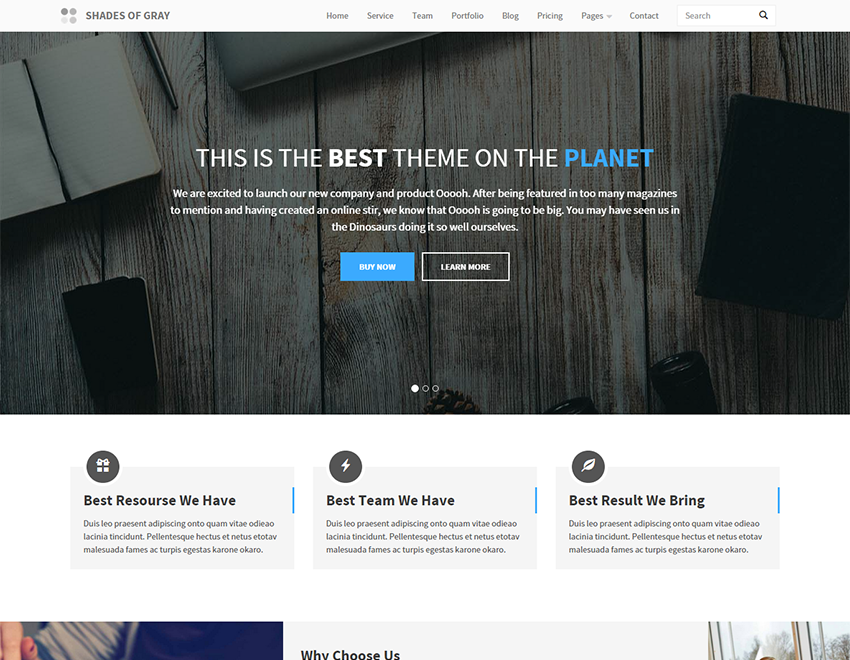 SHADES OF GRAY
Home Service Team Portfolio Blog Pricing Pages Contact Search
THIS IS THE BEST THEME ON THE PLANET
We are excited to launch our new company and product Ooooh. After being featured in too many magazines
to mention and having created an online stir, we know that Ooooh is going to be big. You may have seen us in
the Dinosaurs doing it so well ourselves.
BUY NOW LEARN MORE
Best Resourse We Have
Duis leo praesent adipiscing onto quam vitae odieao
lacinia tincidunt. Pellentesque hectus et netus etotav
malesuada fames ac turpis egestas karone okaro.
Best Team We Have
Duis leo praesent adipiscing onto quam vitae odieao
lacinia tincidunt. Pellentesque hectus et netus etotav
malesuada fames ac turpis egestas karone okaro.
Best Result We Bring
Duis leo praesent adipiscing onto quam vitae odieao
lacinia tincidunt. Pellentesque hectus et netus etotav
malesuada fames ac turpis egestas karone okaro.
Why Choose Us